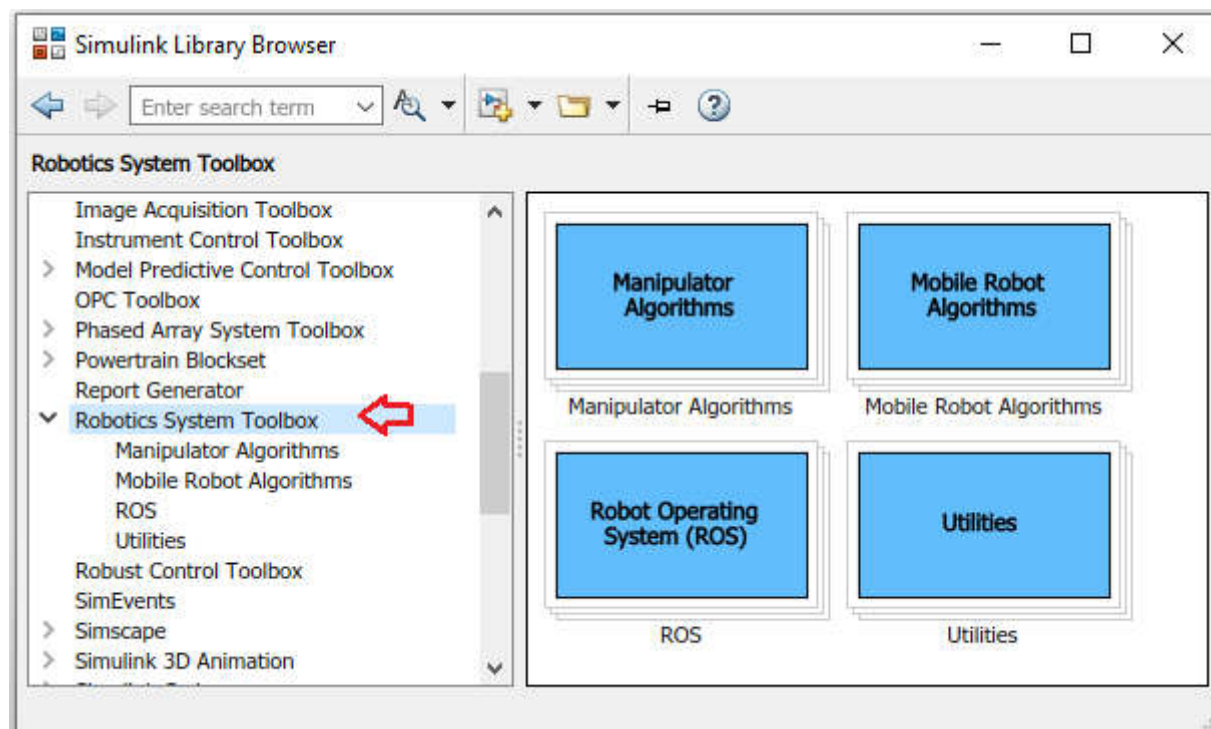 Simulink Library Browser
Enter search term
Robotics System Toolbox
Image Acquisition Toolbox
Instrument Control Toolbox
Model Predictive Control Toolbox
OPC Toolbox
Phased Array System Toolbox
Powertrain Blockset
Report Generator
Robotics System Toolbox
Manipulator Algorithms
Mobile Robot Algorithms
ROS
Utilities
Robust Control Toolbox
SimEvents
Simscape
Simulink 3D Animation
Manipulator
Algorithms
Manipulator Algorithms
Mobile Robot
Algorithms
Mobile Robot Algorithms
Robot Operating
System (ROS)
ROS
Utilities
Utilities